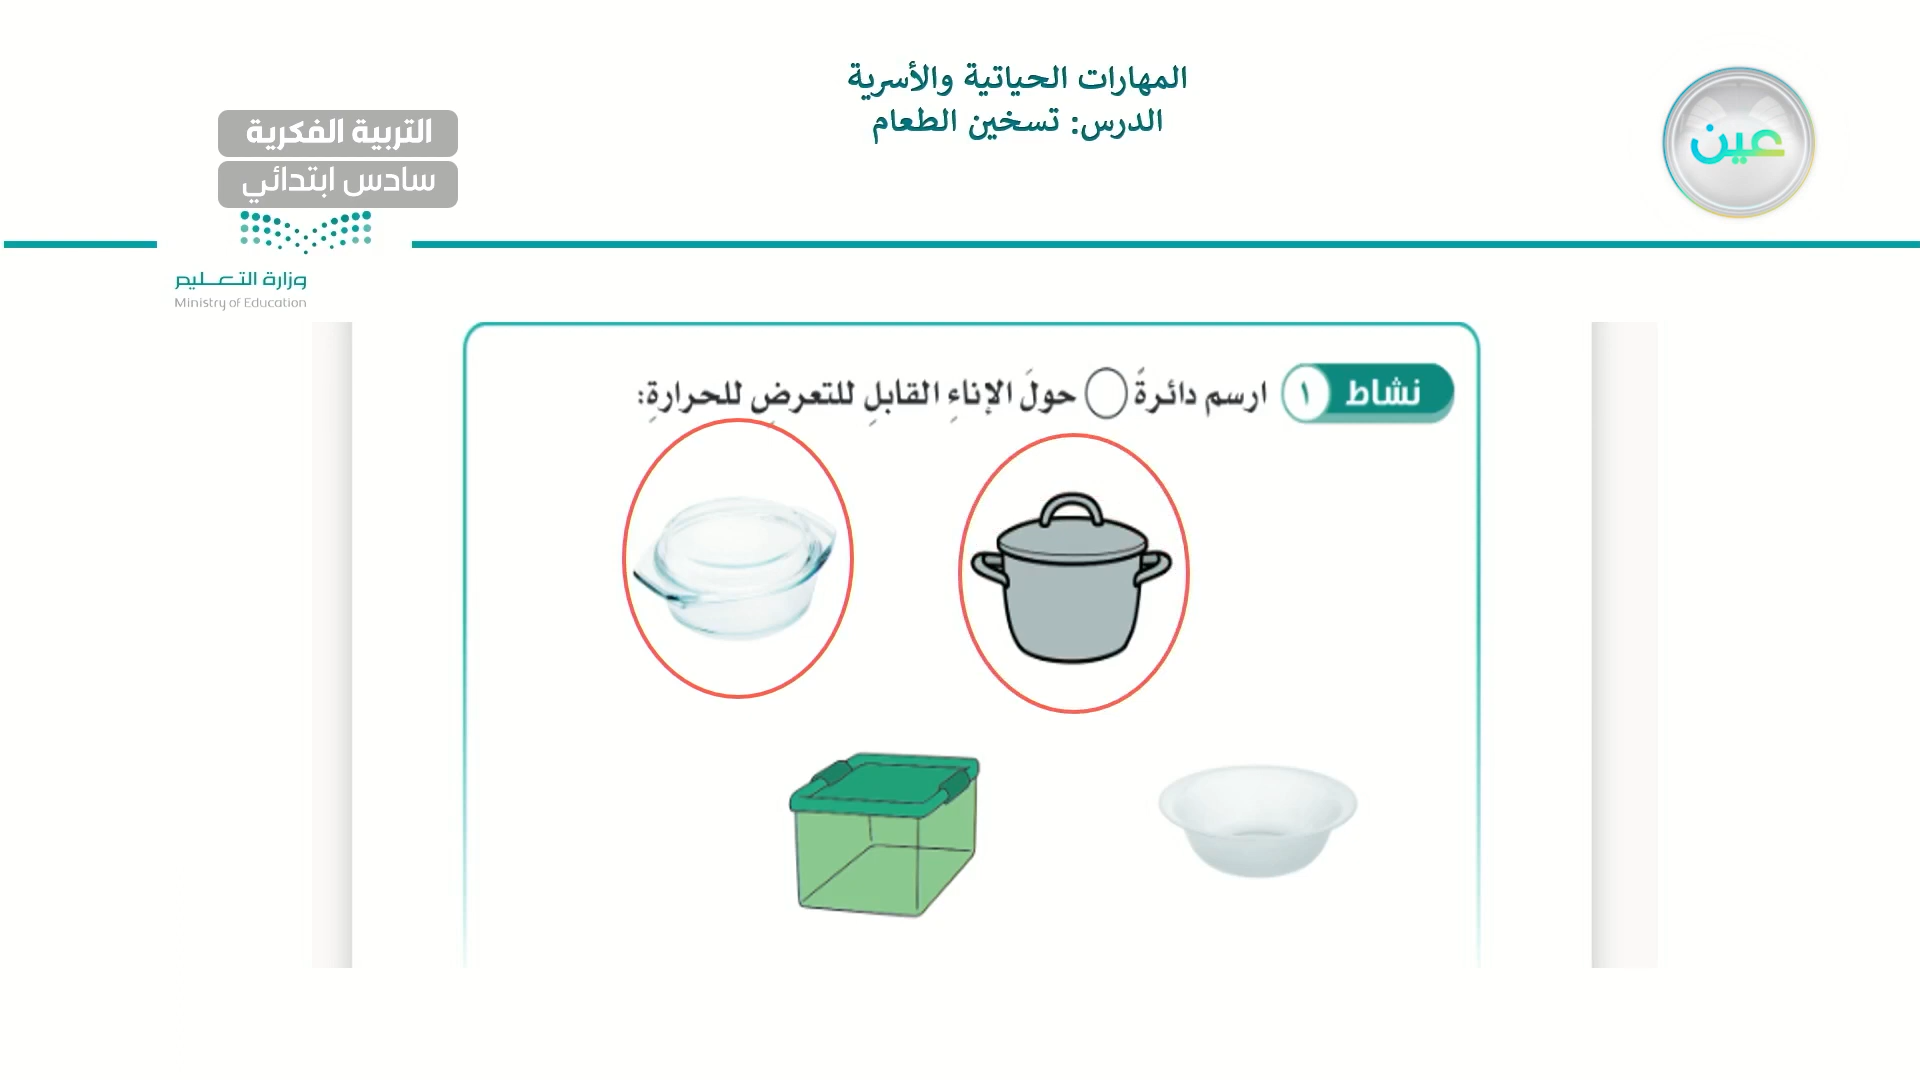 المهارات الحياتية والأسرية
الدرس: تسخين الطعام
عين
التربية الفكرية
سادس ابتدائي
وزارة التعليم
Ministry of Education
نشاط ١ ارسم دائرةً حولَ الإناءِ القابلِ للتعرضِ للحرارةِ: